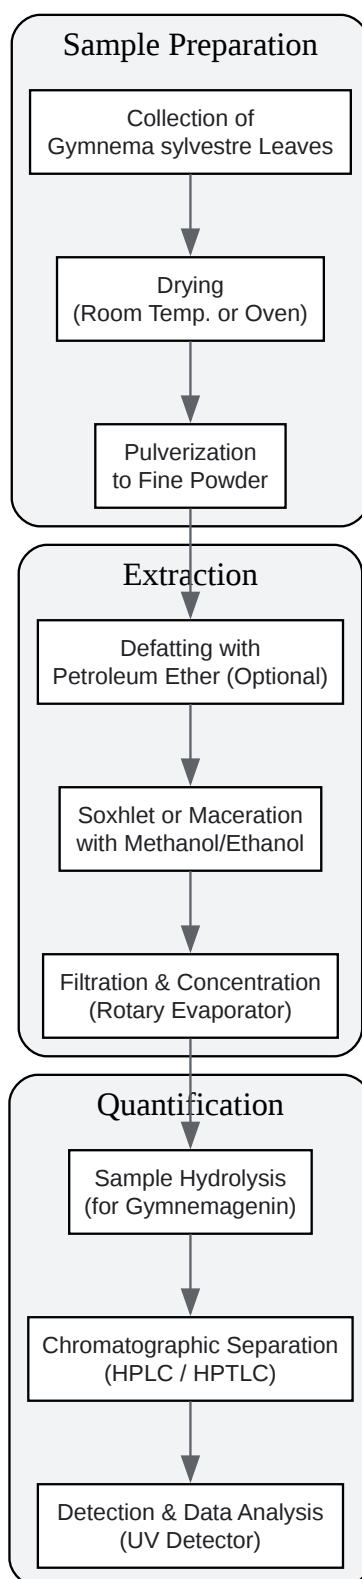 Sample Preparation
Collection of
Gymnema sylvestre Leaves
Drying
(Room Temp. or Oven)
Pulverization
to Fine Powder
Extraction
Defatting with
Petroleum Ether (Optional)
Soxhlet or Maceration
with Methanol/Ethanol
Filtration & Concentration
(Rotary Evaporator)
Quantification
Sample Hydrolysis
(for Gymnemagenin)
Chromatographic Separation
(HPLC / HPTLC)
Detection & Data Analysis
(UV Detector)